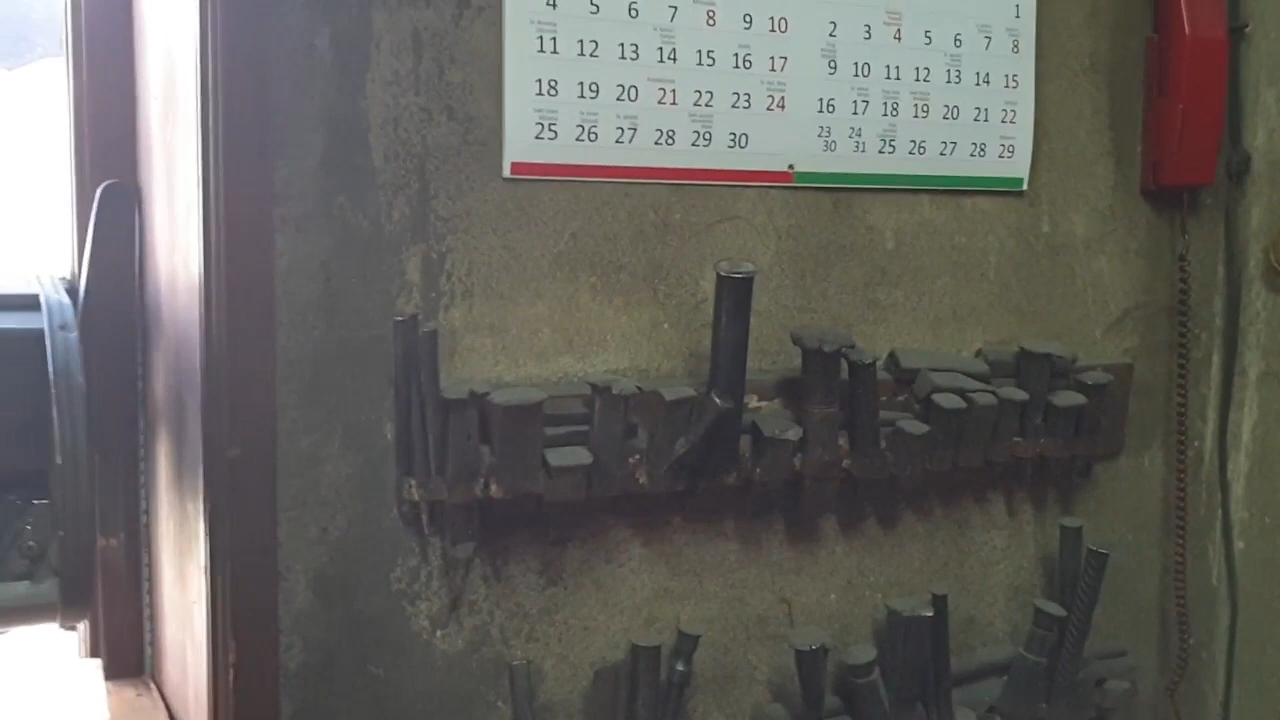 4 5 6 7 8 9 10
11 12 13 14 15 16 17
18 19 20 21 22 23 24
25 26 27 28 29 30
1
2 3 4 5 6 7 8
9 10 11 12 13 14 15
16 17 18 19 20 21 22
23 24 25 26 27 28 29
30 31